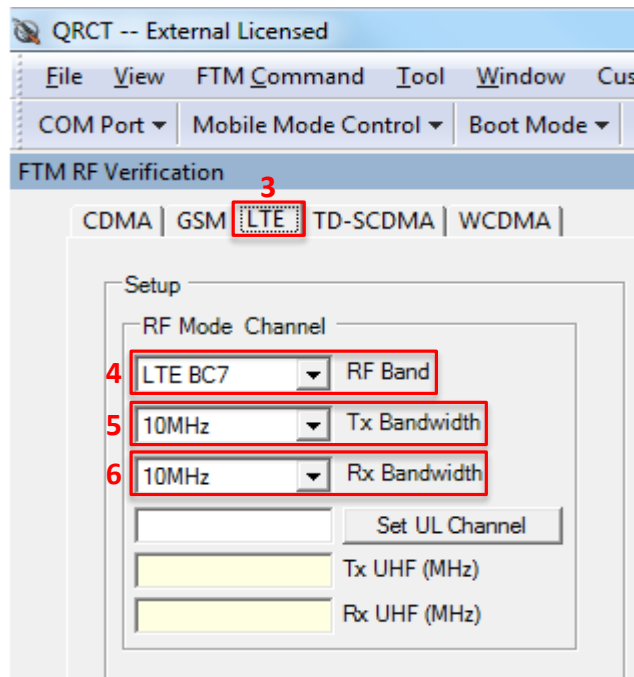 QRCT -- External Licensed
File View FTM Command Tool Window Cus
COM Port Mobile Mode Control Boot Mode
FTM RF Verification
3
CDMA GSM LTE TD-SCDMA WCDMA
Setup
RF Mode Channel
4 LTE BC7 RF Band
5 10MHz Tx Bandwidth
6 10MHz Rx Bandwidth
Set UL Channel
Tx UHF (MHz)
Rx UHF (MHz)